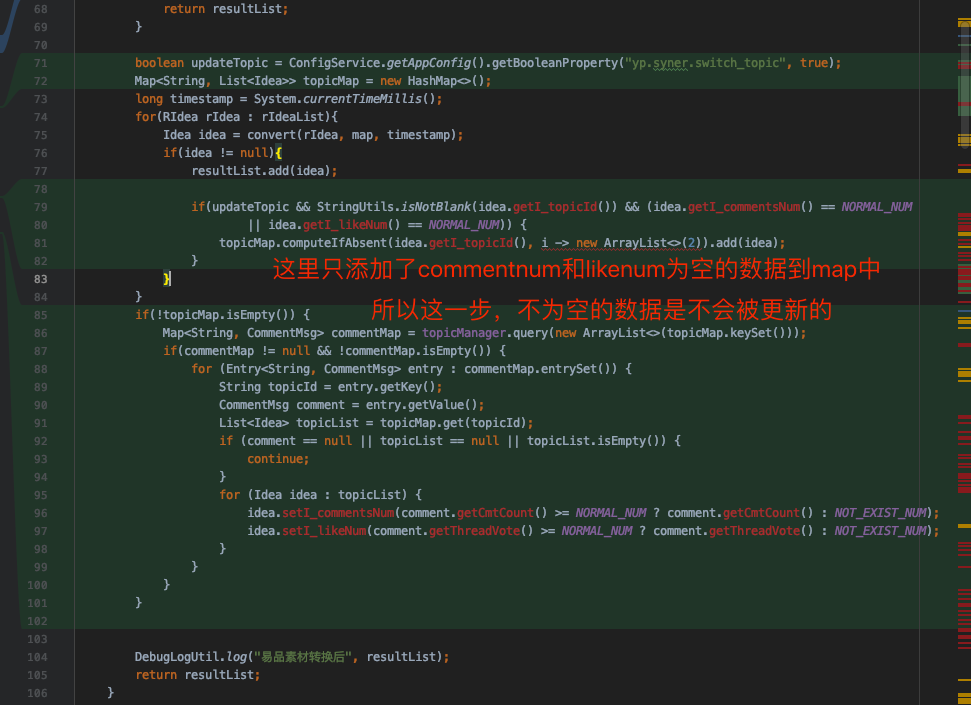 68 return resultList;
69 }
70
71 boolean updateTopic = ConfigService.getAppConfig().getBooleanProperty("yp.syner.switch_topic", true);
72 Map<String, List<Idea>> topicMap = new HashMap<>();
73 long timestamp = System.currentTimeMillis();
74 for(RIdea rIdea : rIdeaList){
75 Idea idea = convert(rIdea, map, timestamp);
76 if(idea != null){
77 resultList.add(idea);
78
79 if(updateTopic && StringUtils.isNotBlank(idea.getI_topicId()) && (idea.getI_commentsNum() == NORMAL_NUM
80 || idea.getI_likeNum() == NORMAL_NUM)) {
81 topicMap.computeIfAbsent(idea.getI_topicId(), i -> new ArrayList<>(2)).add(idea);
82 }
这里只添加了commentnum和likenum为空的数据到map中
83 }
84 }
所以这一步，不为空的数据是不会被更新的
85 if(!topicMap.isEmpty()) {
86 Map<String, CommentMsg> commentMap = topicManager.query(new ArrayList<>(topicMap.keySet()));
87 if(commentMap != null && !commentMap.isEmpty()) {
88 for (Entry<String, CommentMsg> entry : commentMap.entrySet()) {
89 String topicId = entry.getKey();
90 CommentMsg comment = entry.getValue();
91 List<Idea> topicList = topicMap.get(topicId);
92 if (comment == null || topicList == null || topicList.isEmpty()) {
93 continue;
94 }
95 for (Idea idea : topicList) {
96 idea.setI_commentsNum(comment.getCmtCount() >= NORMAL_NUM ? comment.getCmtCount() : NOT_EXIST_NUM);
97 idea.setI_likeNum(comment.getThreadVote() >= NORMAL_NUM ? comment.getThreadVote() : NOT_EXIST_NUM);
98 }
99 }
100 }
101 }
102
103
104 DebugLogUtil.log("易品素材转换后", resultList);
105 return resultList;
106 }